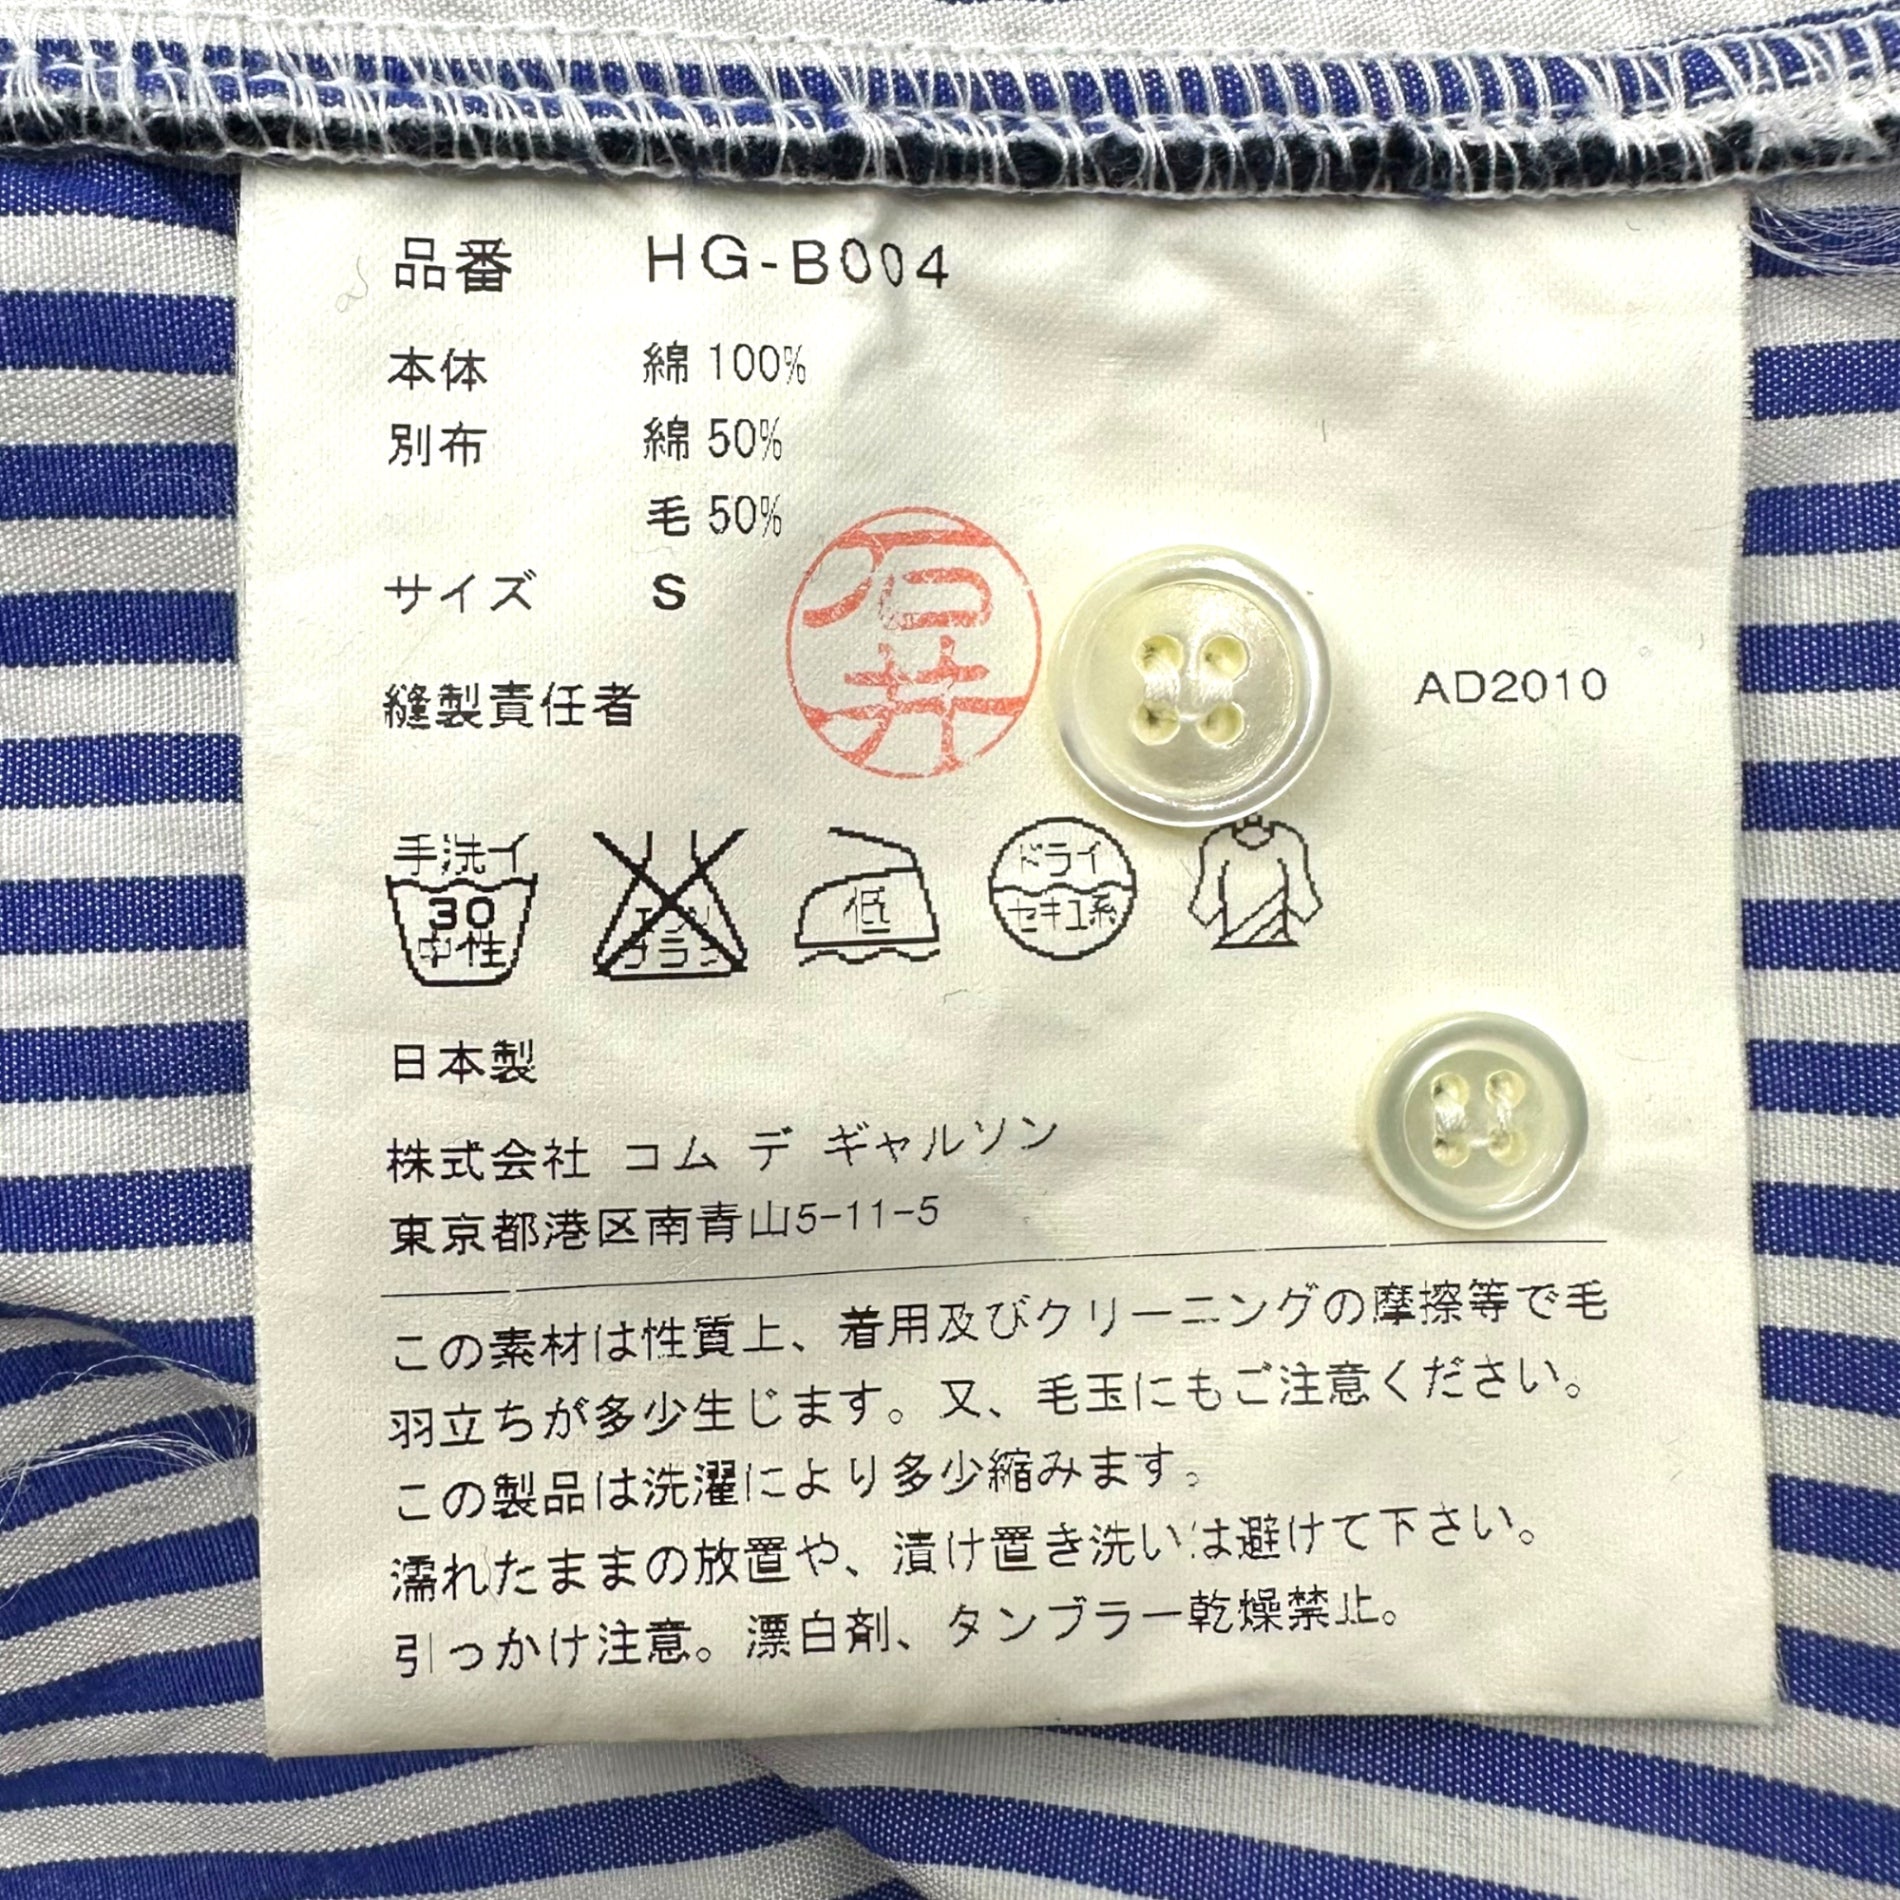 品番 HG-B004
本体 綿 100%
別布 綿 50%
毛 50%
サイズ S
石井
縫製責任者
AD2010
手洗イ
30
中性
エンソ
サラシ
低
ドライ
セキユ系
日本製
株式会社 コム デ ギャルソン
東京都港区南青山5-11-5
この素材は性質上、着用及びクリーニングの摩擦等で毛
羽立ちが多少生じます。又、毛玉にもご注意ください。
この製品は洗濯により多少縮みます。
濡れたままの放置や、漬け置き洗いは避けて下さい。
引っかけ注意。漂白剤、タンブラー乾燥禁止。